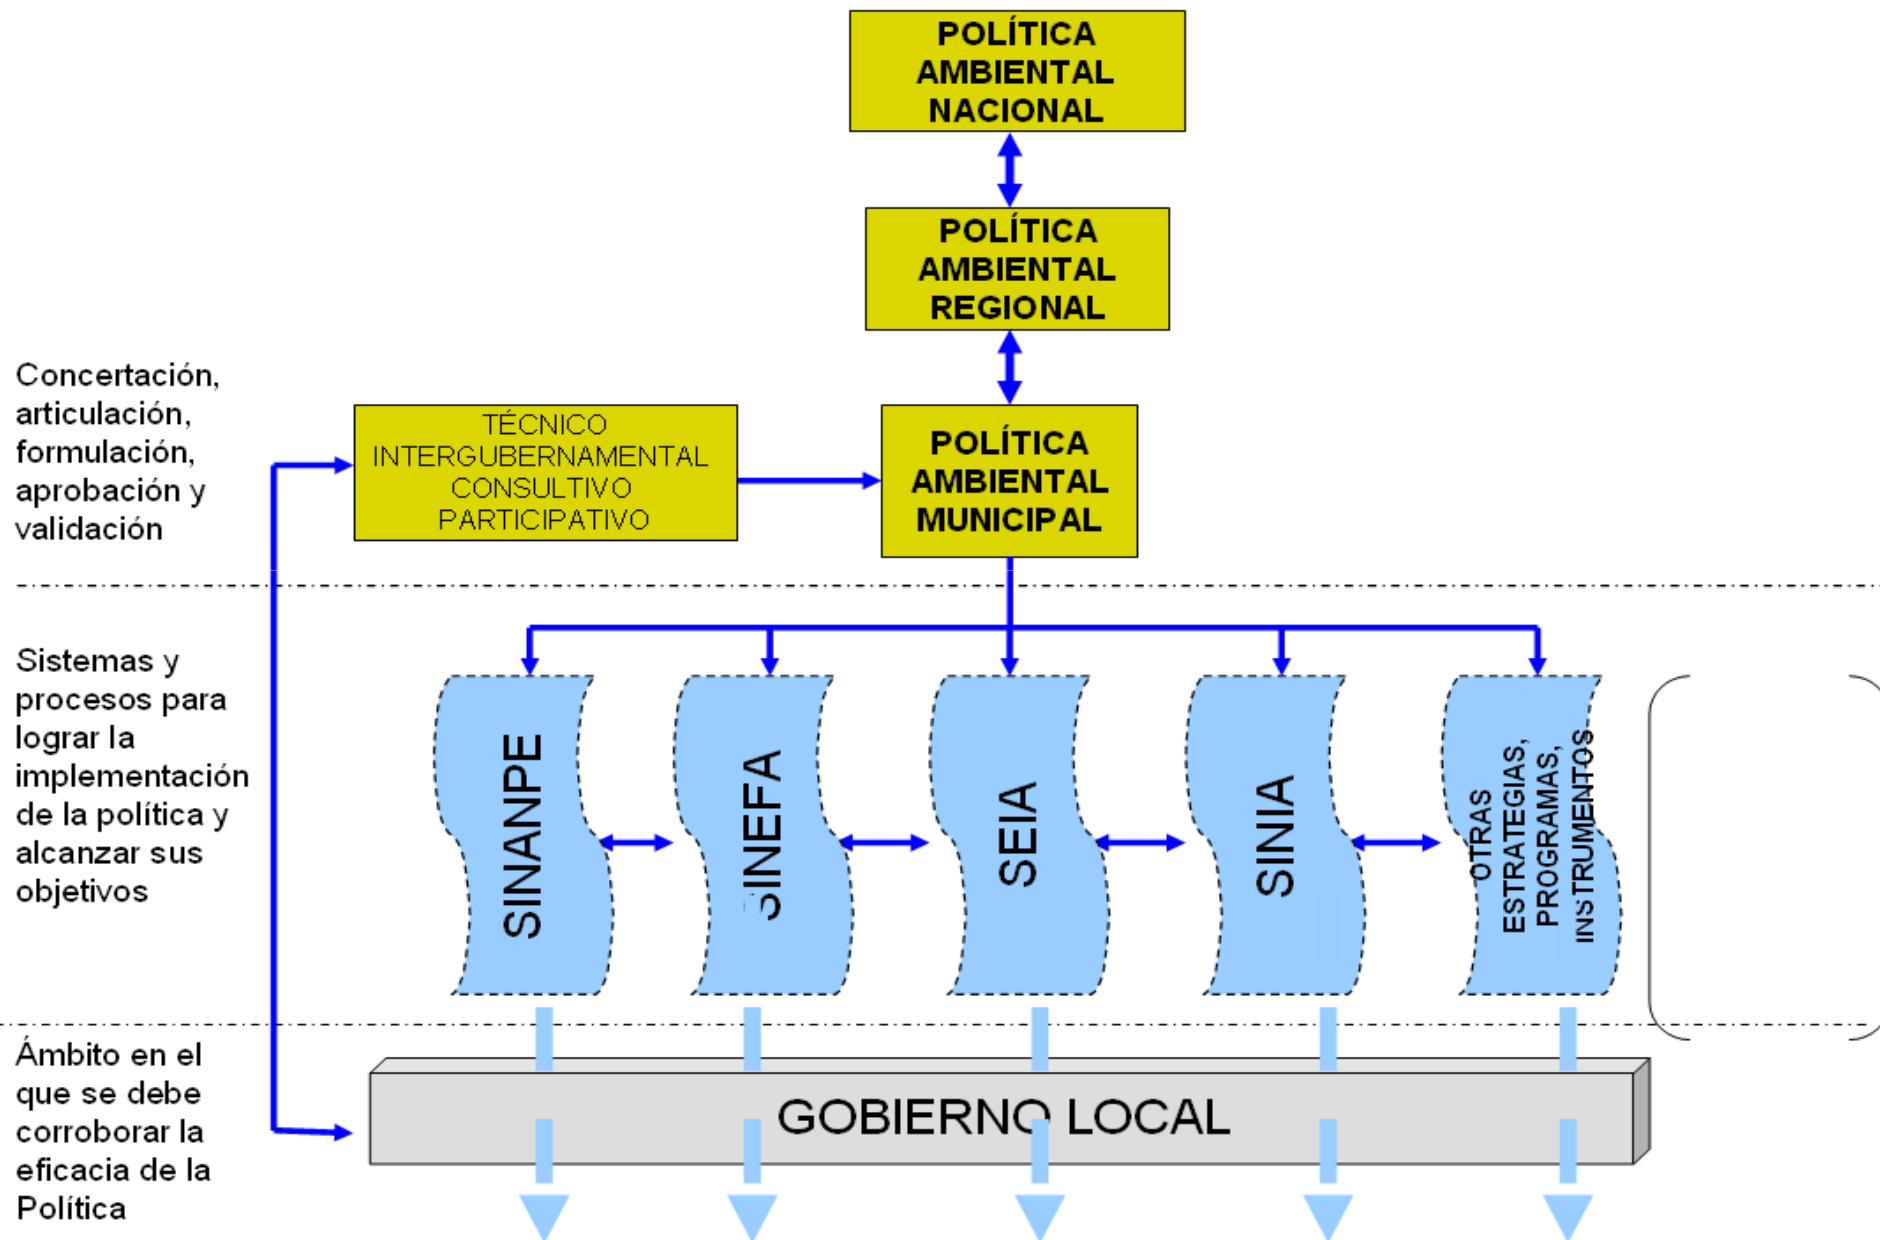 POLÍTICA
AMBIENTAL
NACIONAL
POLÍTICA
AMBIENTAL
REGIONAL
Concertación,
articulación,
formulación,
aprobación y
validación
TÉCNICO
INTERGUBERNAMENTAL
CONSULTIVO
PARTICIPATIVO
POLÍTICA
AMBIENTAL
MUNICIPAL
Sistemas y
procesos para
lograr la
implementación
de la política y
alcanzar sus
objetivos
SINANPE
SINEFA
SEIA
SINIA
OTRAS
ESTRATEGIAS,
PROGRAMAS,
INSTRUMENTOS
Ámbito en el
que se debe
corroborar la
eficacia de la
Política
GOBIERNO LOCAL